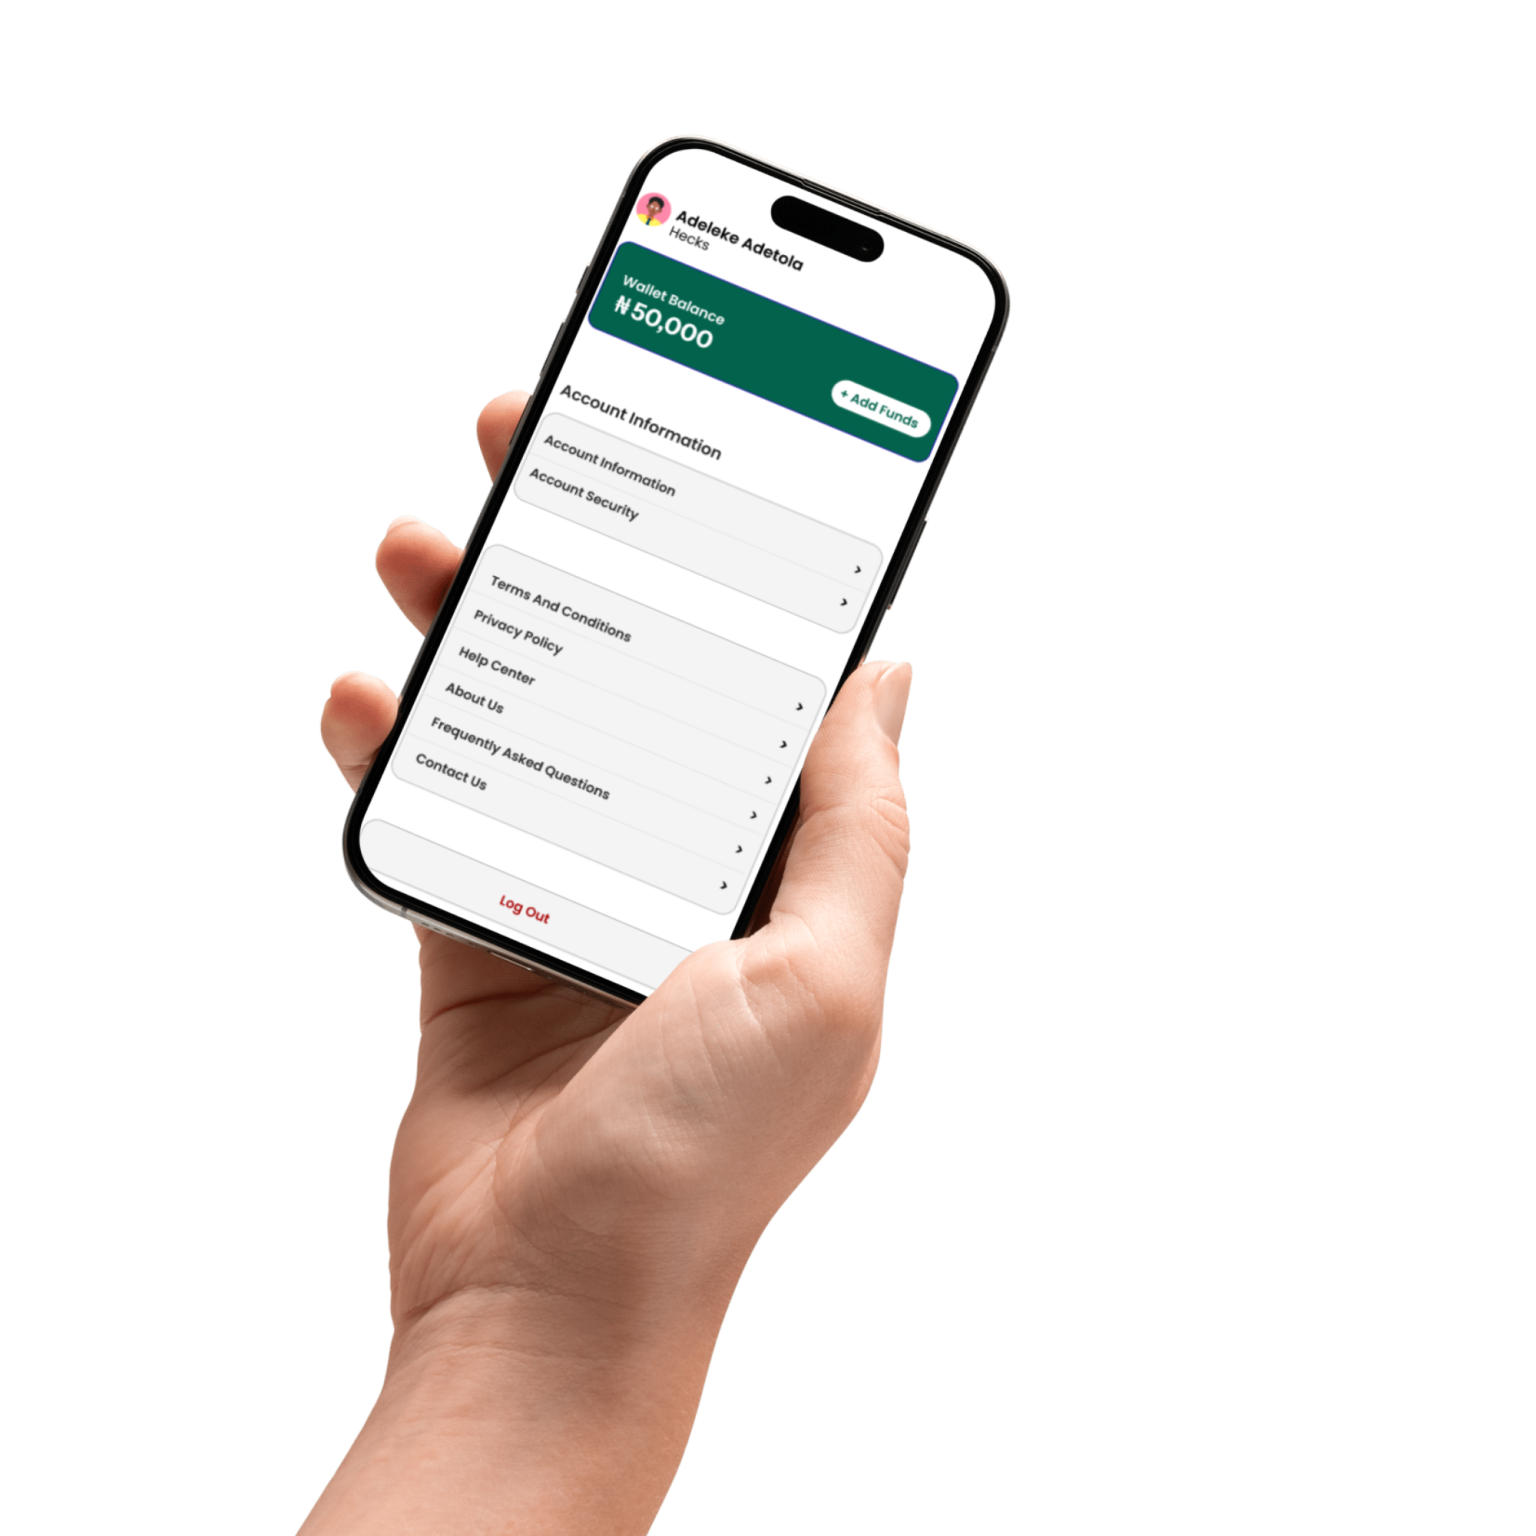 Adeleke Adetola
Hecks
Wallet Balance
₦50,000
+ Add Funds
Account Information
Account Information
Account Security
Terms And Conditions
Privacy Policy
Help Center
About Us
Frequently Asked Questions
Contact Us
Log Out